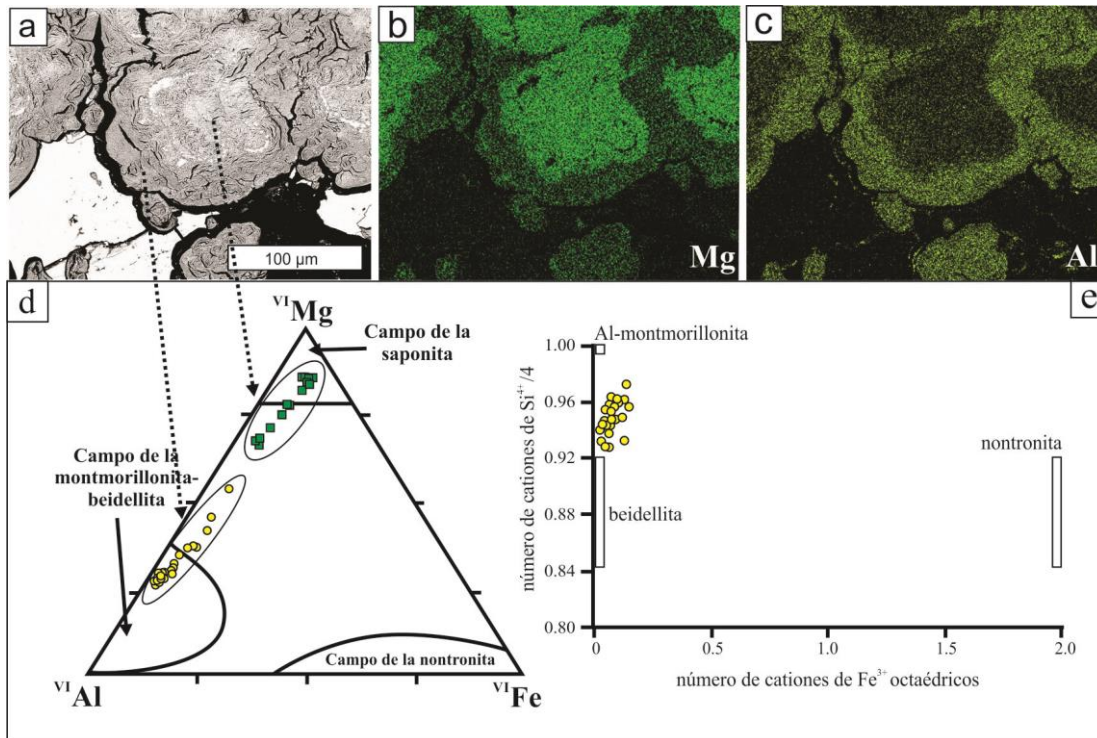 a
b
c
100 µm
Mg
Al
d
e
ⱽᴵMg
Campo de la
saponita
Campo de la
montmorillonita-
beidellita
Campo de la nontronita
ⱽᴵAl
ⱽᴵFe
Al-montmorillonita
1.00
0.96
0.92
0.88
0.84
0.80
nontronita
beidellita
0
0.5
1.0
1.5
2.0
número de cationes de Si⁴⁺/4
número de cationes de Fe³⁺ octaédricos